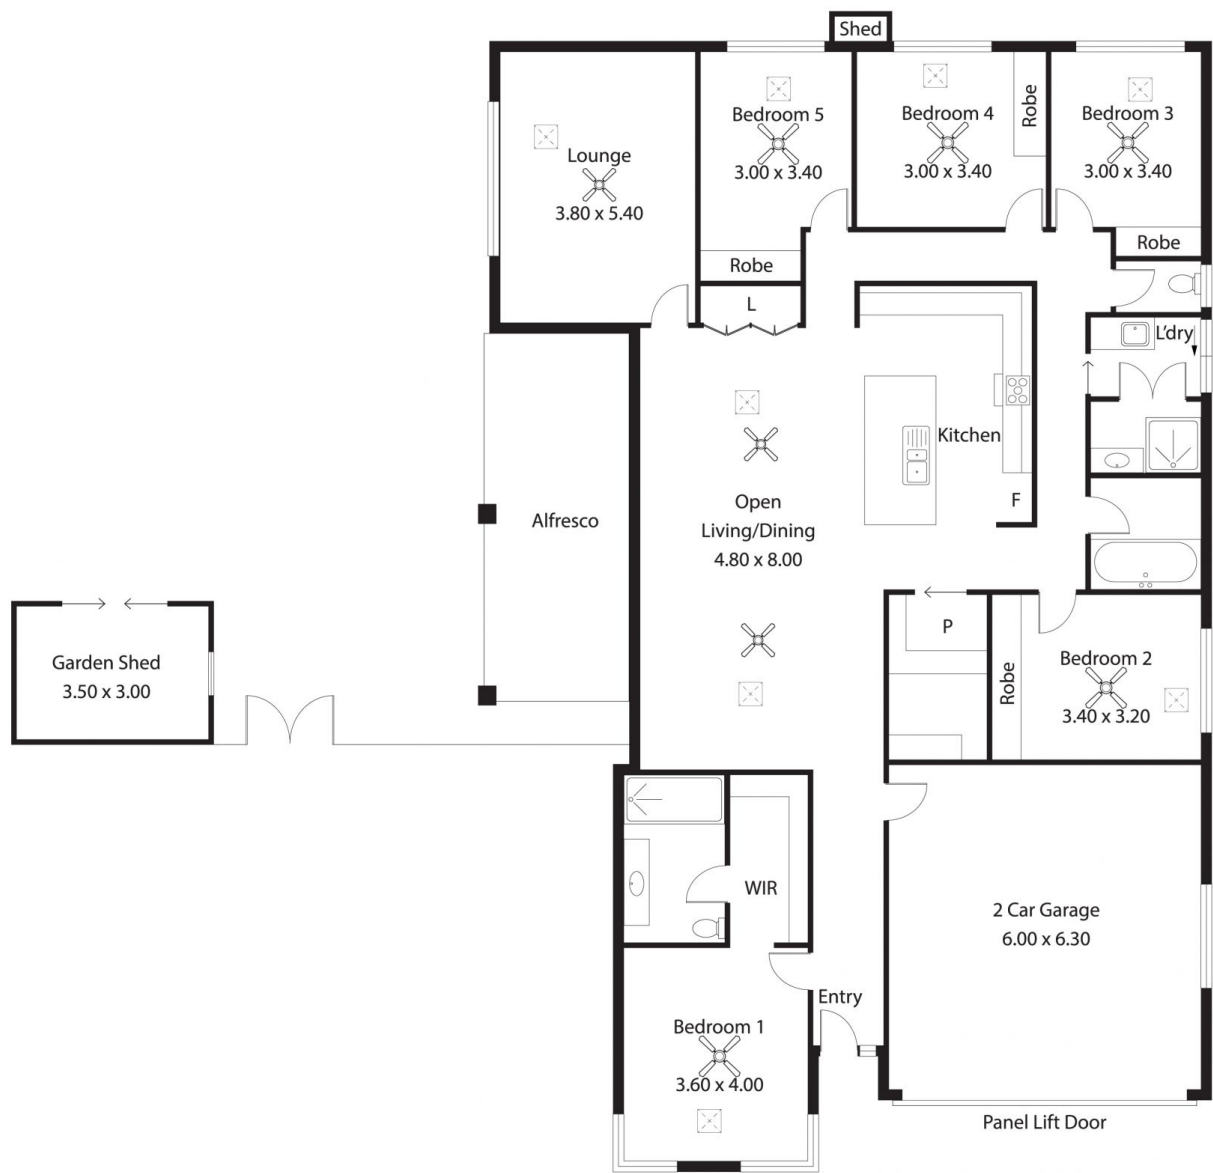 Shed
Bedroom 5
3.00 x 3.40
Bedroom 4
3.00 x 3.40
Robe
Bedroom 3
3.00 x 3.40
Lounge
3.80 x 5.40
Robe
Robe
L
L'dry
Kitchen
F
Open
Living/Dining
4.80 x 8.00
Alfresco
P
Garden Shed
3.50 x 3.00
Robe
Bedroom 2
3.40 x 3.20
WIR
2 Car Garage
6.00 x 6.30
Entry
Bedroom 1
3.60 x 4.00
Panel Lift Door